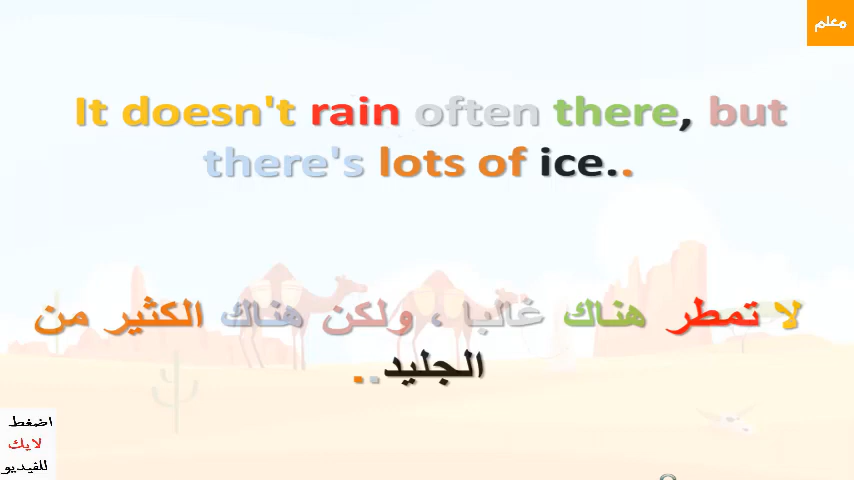 معلم
It doesn't rain often there, but
there's lots of ice..
لا تمطر هناك غالبا ، ولكن هناك الكثير من
الجليد..
اضغط
لايك
للفيديو